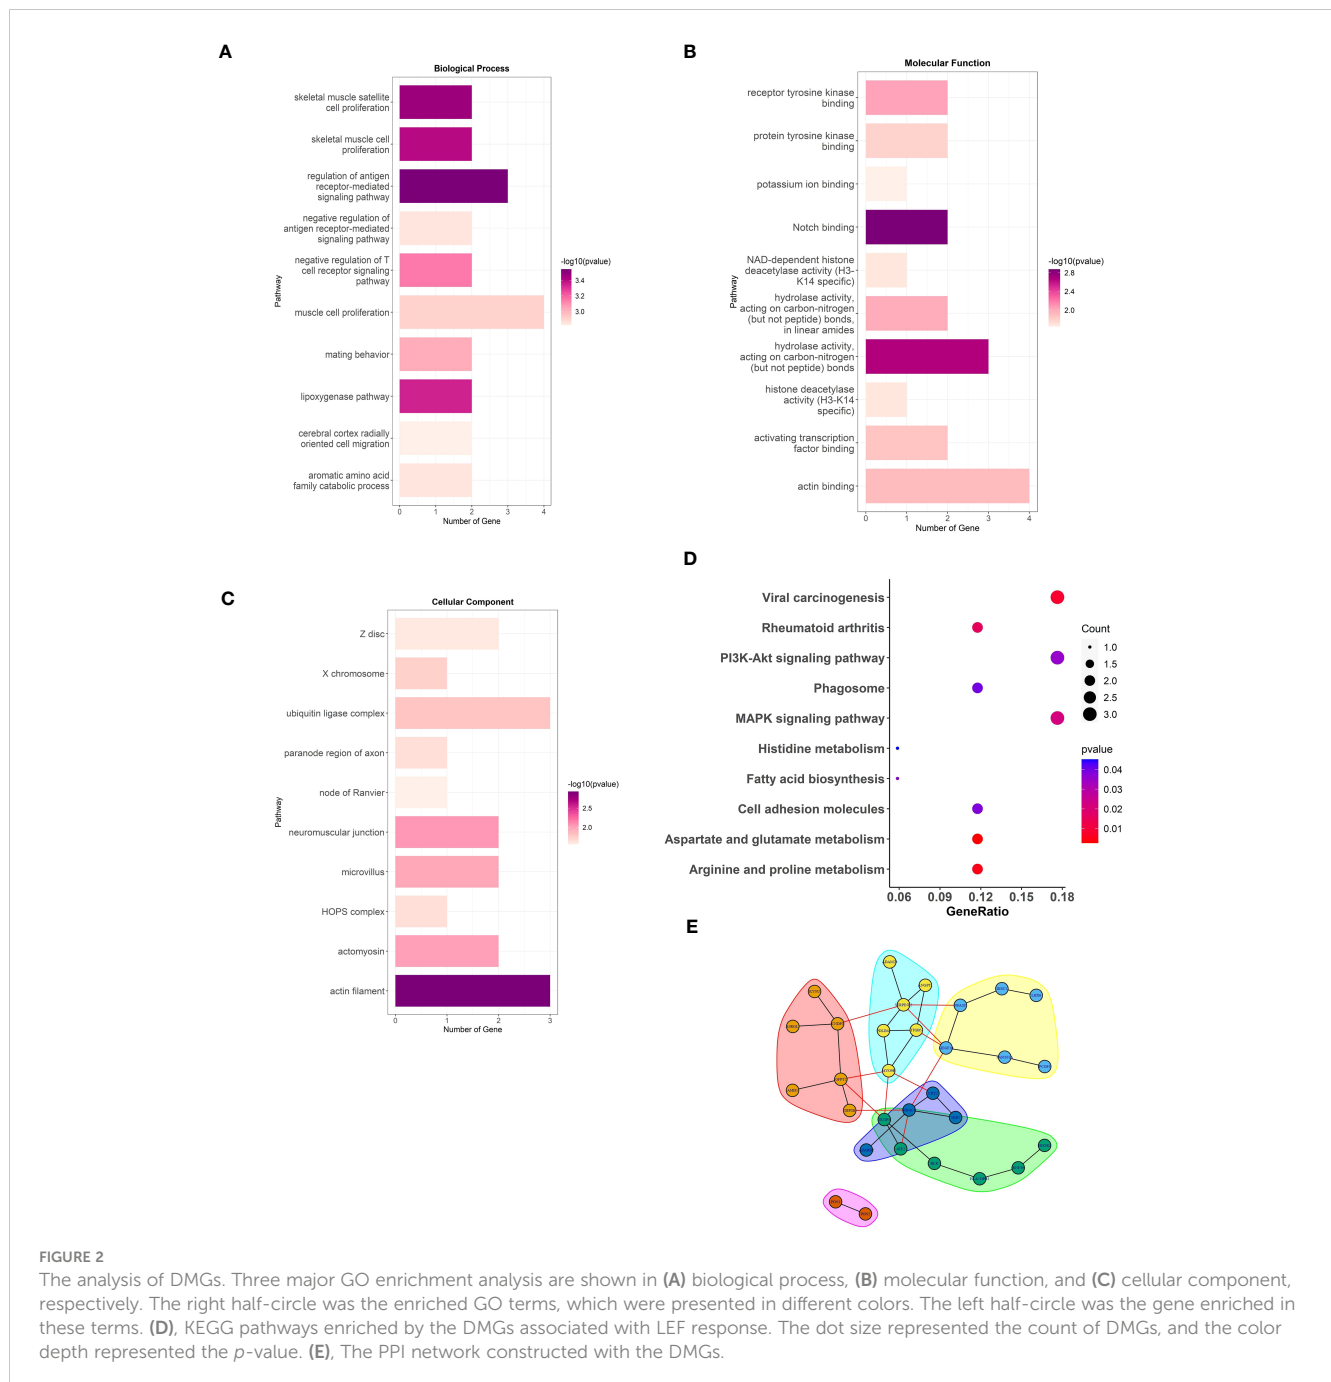 A
Biological Process
skeletal muscle satellite
cell proliferation
skeletal muscle cell
proliferation
regulation of antigen
receptor-mediated
signaling pathway
negative regulation of
antigen receptor-mediated
signaling pathway
negative regulation of T
cell receptor signaling
pathway
muscle cell proliferation
mating behavior
lipoxygenase pathway
cerebral cortex radially
oriented cell migration
aromatic amino acid
family catabolic process
Pathway
0 1 2 3 4
Number of Gene
-log10(pvalue)
3.4
3.2
3.0
B
Molecular Function
receptor tyrosine kinase
binding
protein tyrosine kinase
binding
potassium ion binding
Notch binding
NAD-dependent histone
deacetylase activity (H3-
K14 specific)
hydrolase activity,
acting on carbon-nitrogen
(but not peptide) bonds,
in linear amides
hydrolase activity,
acting on carbon-nitrogen
(but not peptide) bonds
histone deacetylase
activity (H3-K14
specific)
activating transcription
factor binding
actin binding
Pathway
0 1 2 3 4
Number of Gene
-log10(pvalue)
2.8
2.4
2.0
C
Cellular Component
Z disc
X chromosome
ubiquitin ligase complex
paranode region of axon
node of Ranvier
neuromuscular junction
microvillus
HOPS complex
actomyosin
actin filament
Pathway
0 1 2 3
Number of Gene
-log10(pvalue)
2.5
2.0
D
Viral carcinogenesis
Rheumatoid arthritis
PI3K-Akt signaling pathway
Phagosome
MAPK signaling pathway
Histidine metabolism
Fatty acid biosynthesis
Cell adhesion molecules
Aspartate and glutamate metabolism
Arginine and proline metabolism
0.06 0.09 0.12 0.15 0.18
GeneRatio
Count
1.0
1.5
2.0
2.5
3.0
pvalue
0.04
0.03
0.02
0.01
E
FIGURE 2
The analysis of DMGs. Three major GO enrichment analysis are shown in (A) biological process, (B) molecular function, and (C) cellular component,
respectively. The right half-circle was the enriched GO terms, which were presented in different colors. The left half-circle was the gene enriched in
these terms. (D), KEGG pathways enriched by the DMGs associated with LEF response. The dot size represented the count of DMGs, and the color
depth represented the p-value. (E), The PPI network constructed with the DMGs.